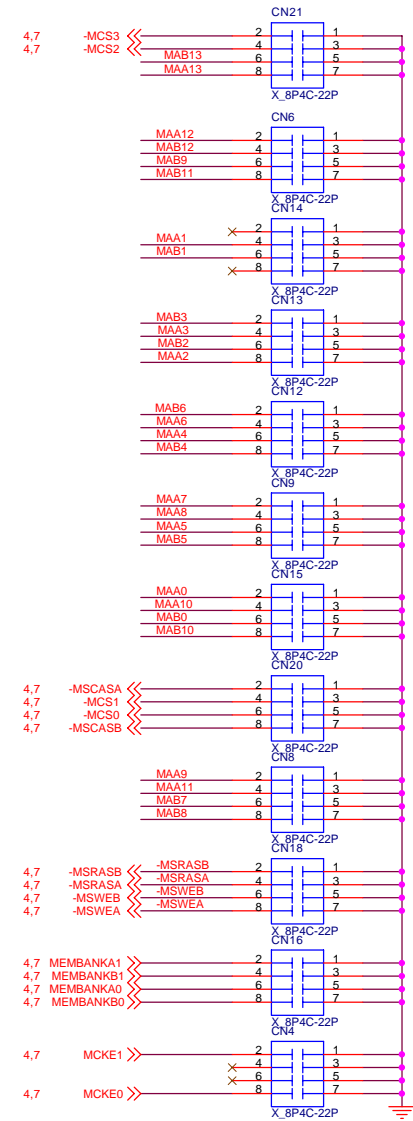 CN21
4,7 -MCS3 2 1
4,7 -MCS2 4 3
MAB13 6 5
MAA13 8 7
X_8P4C-22P
CN6
MAA12 2 1
MAB12 4 3
MAB9 6 5
MAB11 8 7
X_8P4C-22P
CN14
2 1
MAA1 4 3
MAB1 6 5
8 7
X_8P4C-22P
CN13
MAB3 2 1
MAA3 4 3
MAB2 6 5
MAA2 8 7
X_8P4C-22P
CN12
MAB6 2 1
MAA6 4 3
MAA4 6 5
MAB4 8 7
X_8P4C-22P
CN9
MAA7 2 1
MAA8 4 3
MAA5 6 5
MAB5 8 7
X_8P4C-22P
CN15
MAA0 2 1
MAA10 4 3
MAB0 6 5
MAB10 8 7
X_8P4C-22P
CN20
4,7 -MSCASA 2 1
4,7 -MCS1 4 3
4,7 -MCS0 6 5
4,7 -MSCASB 8 7
X_8P4C-22P
CN8
MAA9 2 1
MAA11 4 3
MAB7 6 5
MAB8 8 7
X_8P4C-22P
CN18
4,7 -MSRASB -MSRASB 2 1
4,7 -MSRASA -MSRASA 4 3
4,7 -MSWEB -MSWEB 6 5
4,7 -MSWEA -MSWEA 8 7
X_8P4C-22P
CN16
4,7 MEMBANKA1 2 1
4,7 MEMBANKB1 4 3
4,7 MEMBANKA0 6 5
4,7 MEMBANKB0 8 7
X_8P4C-22P
CN4
4,7 MCKE1 2 1
4 3
6 5
4,7 MCKE0 8 7
X_8P4C-22P